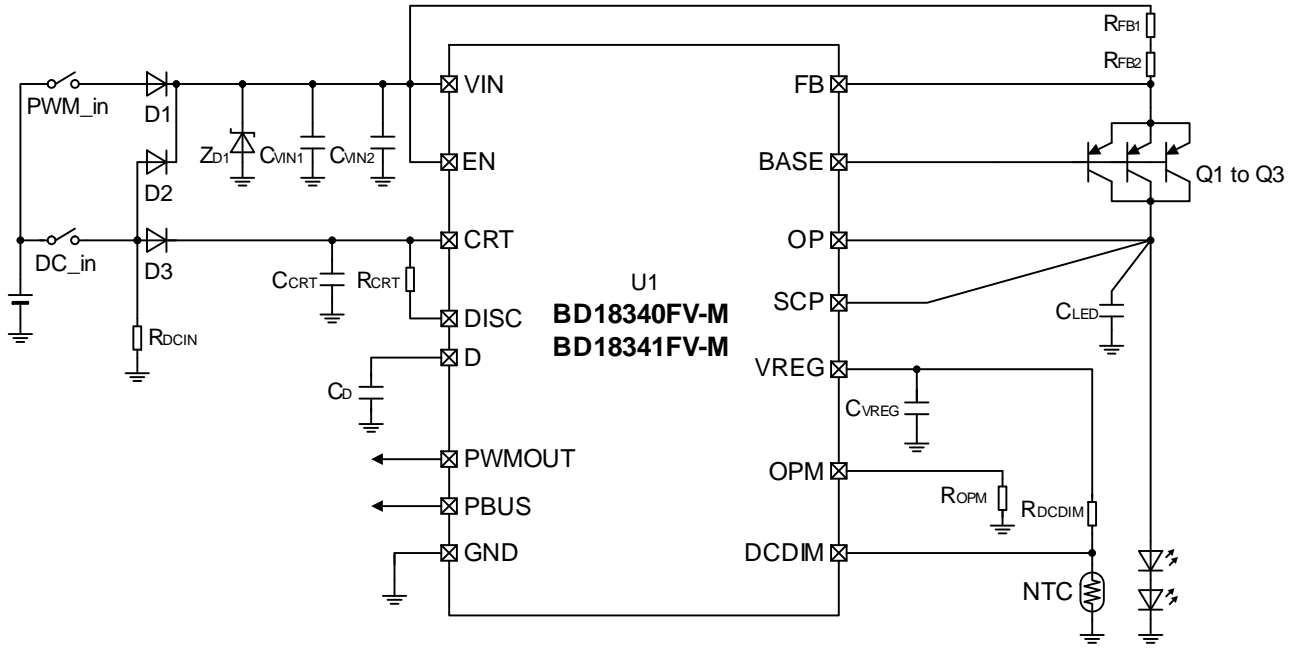 RFB1
RFB2
PWM_in
D1
D2
DC_in
D3
RDCIN
ZD1
CVIN1
CVIN2
CCRT
RCRT
CD
VIN
EN
CRT
DISC
D
PWMOUT
PBUS
GND
U1
BD18340FV-M
BD18341FV-M
FB
BASE
OP
SCP
VREG
OPM
DCDIM
Q1 to Q3
CLED
CVREG
ROPM
RDCDIM
NTC